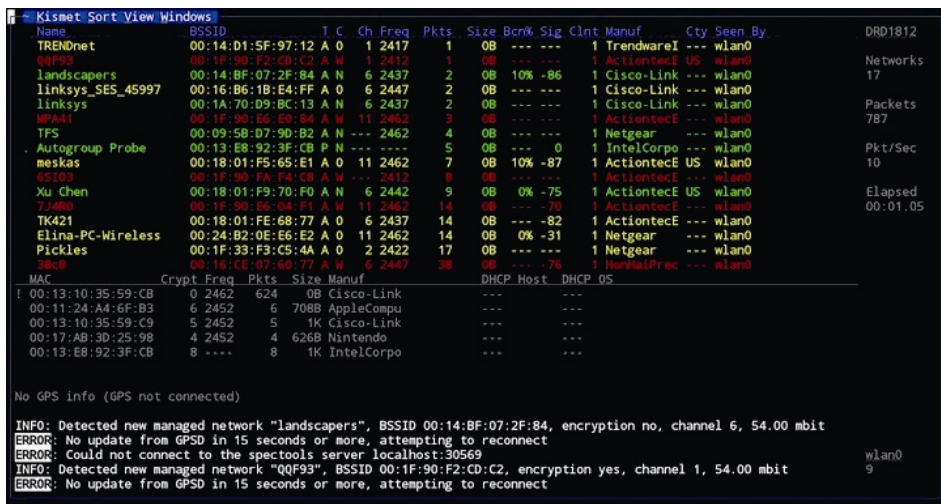 ~ Kismet Sort View Windows
Name BSSID T C Ch Freq Pkts Size Bcn% Sig Clnt Manuf Cty Seen By DRD1812
TRENDnet 00:14:D1:5F:97:12 A O 1 2417 1 0B --- --- 1 TrendwareI --- wlan0
QQF93 00:1F:90:F2:CD:C2 A W 1 2412 1 0B --- --- 1 ActiontecE US wlan0 Networks
landscapers 00:14:BF:07:2F:84 A N 6 2437 2 0B 10% -86 1 Cisco-Link --- wlan0 17
linksys_SES_45997 00:16:B6:1B:E4:FF A O 6 2447 2 0B --- --- 1 Cisco-Link --- wlan0
linksys 00:1A:70:D9:BC:13 A N 6 2437 2 0B --- --- 1 Cisco-Link --- wlan0 Packets
WPA41 00:1F:90:E6:E0:84 A W 11 2462 3 0B --- --- 1 ActiontecE --- wlan0 787
TFS 00:09:5B:D7:9D:B2 A N --- 2462 4 0B --- --- 1 Netgear --- wlan0
. Autogroup Probe 00:13:E8:92:3F:CB P N --- ---- 5 0B --- 0 1 IntelCorpo --- wlan0 Pkt/Sec
meskas 00:18:01:F5:65:E1 A O 11 2462 7 0B 10% -87 1 ActiontecE US wlan0 10
6SI03 00:1F:90:FA:F4:C8 A W --- 2412 8 0B --- --- 1 ActiontecE --- wlan0
Xu Chen 00:18:01:F9:70:F0 A N 6 2442 9 0B 0% -75 1 ActiontecE US wlan0 Elapsed
7J4R0 00:1F:90:E6:04:F1 A W 11 2462 14 0B --- -70 1 ActiontecE --- wlan0 00:01.05
TK421 00:18:01:FE:68:77 A O 6 2437 14 0B --- -82 1 ActiontecE --- wlan0
Elina-PC-Wireless 00:24:B2:0E:E6:E2 A O 11 2462 14 0B 0% -31 1 Netgear --- wlan0
Pickles 00:1F:33:F3:C5:4A A O 2 2422 17 0B --- --- 1 Netgear --- wlan0
38c8 00:16:CE:07:60:77 A W 6 2447 38 0B --- -76 1 HonHaiPrec --- wlan0
MAC Crypt Freq Pkts Size Manuf DHCP Host DHCP OS
! 00:13:10:35:59:CB 0 2462 624 0B Cisco-Link --- ---
00:11:24:A4:6F:B3 6 2452 6 708B AppleCompu --- ---
00:13:10:35:59:C9 5 2452 5 1K Cisco-Link --- ---
00:17:AB:3D:25:98 4 2452 4 626B Nintendo --- ---
00:13:E8:92:3F:CB 8 ---- 8 1K IntelCorpo --- ---
No GPS info (GPS not connected)
INFO: Detected new managed network "landscapers", BSSID 00:14:BF:07:2F:84, encryption no, channel 6, 54.00 mbit
ERROR: No update from GPSD in 15 seconds or more, attempting to reconnect
ERROR: Could not connect to the spectools server localhost:30569 wlan0
INFO: Detected new managed network "QQF93", BSSID 00:1F:90:F2:CD:C2, encryption yes, channel 1, 54.00 mbit 9
ERROR: No update from GPSD in 15 seconds or more, attempting to reconnect